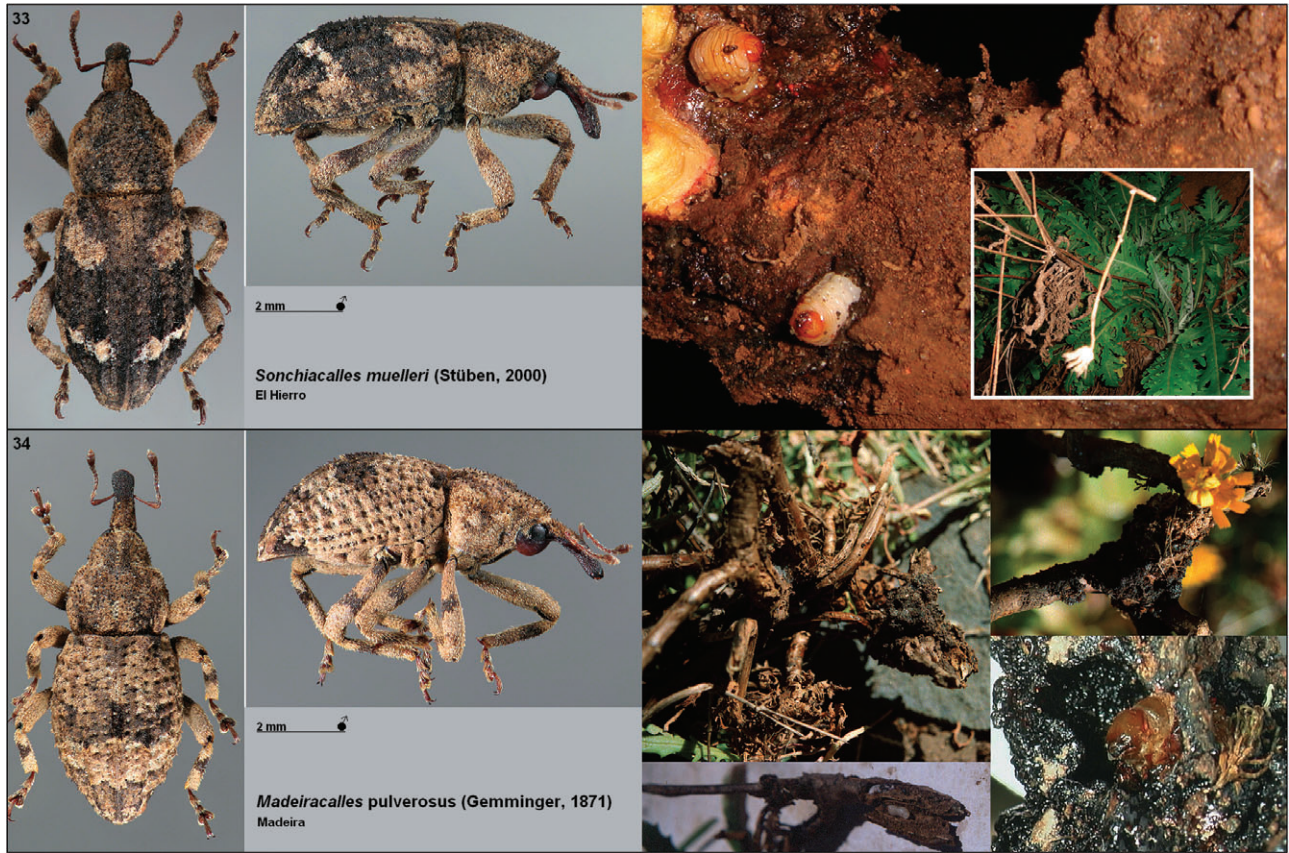 33
2 mm ♂
Sonchiacalles muelleri (Stüben, 2000)
El Hierro
34
2 mm ♂
Madeiracalles pulverosus (Gemminger, 1871)
Madeira